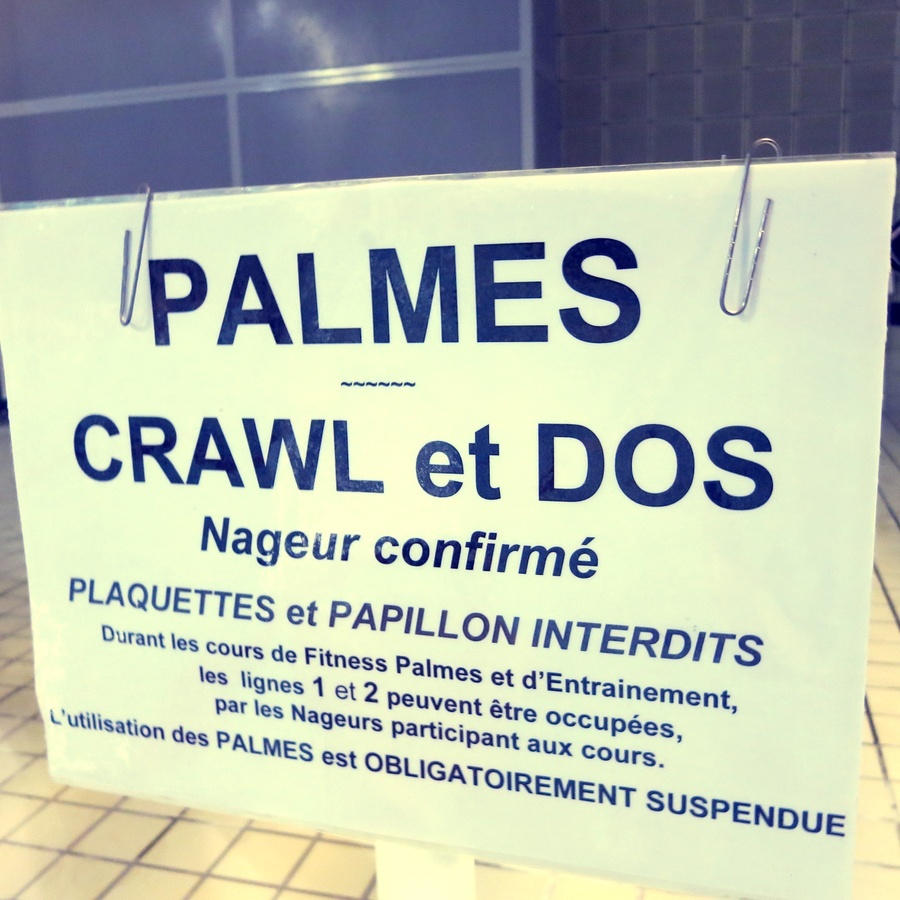 PALMES
~~~~~~
CRAWL et DOS
Nageur confirmé
PLAQUETTES et PAPILLON INTERDITS
Durant les cours de Fitness Palmes et d'Entrainement,
les lignes 1 et 2 peuvent être occupées,
par les Nageurs participant aux cours.
L'utilisation des PALMES est OBLIGATOIREMENT SUSPENDUE